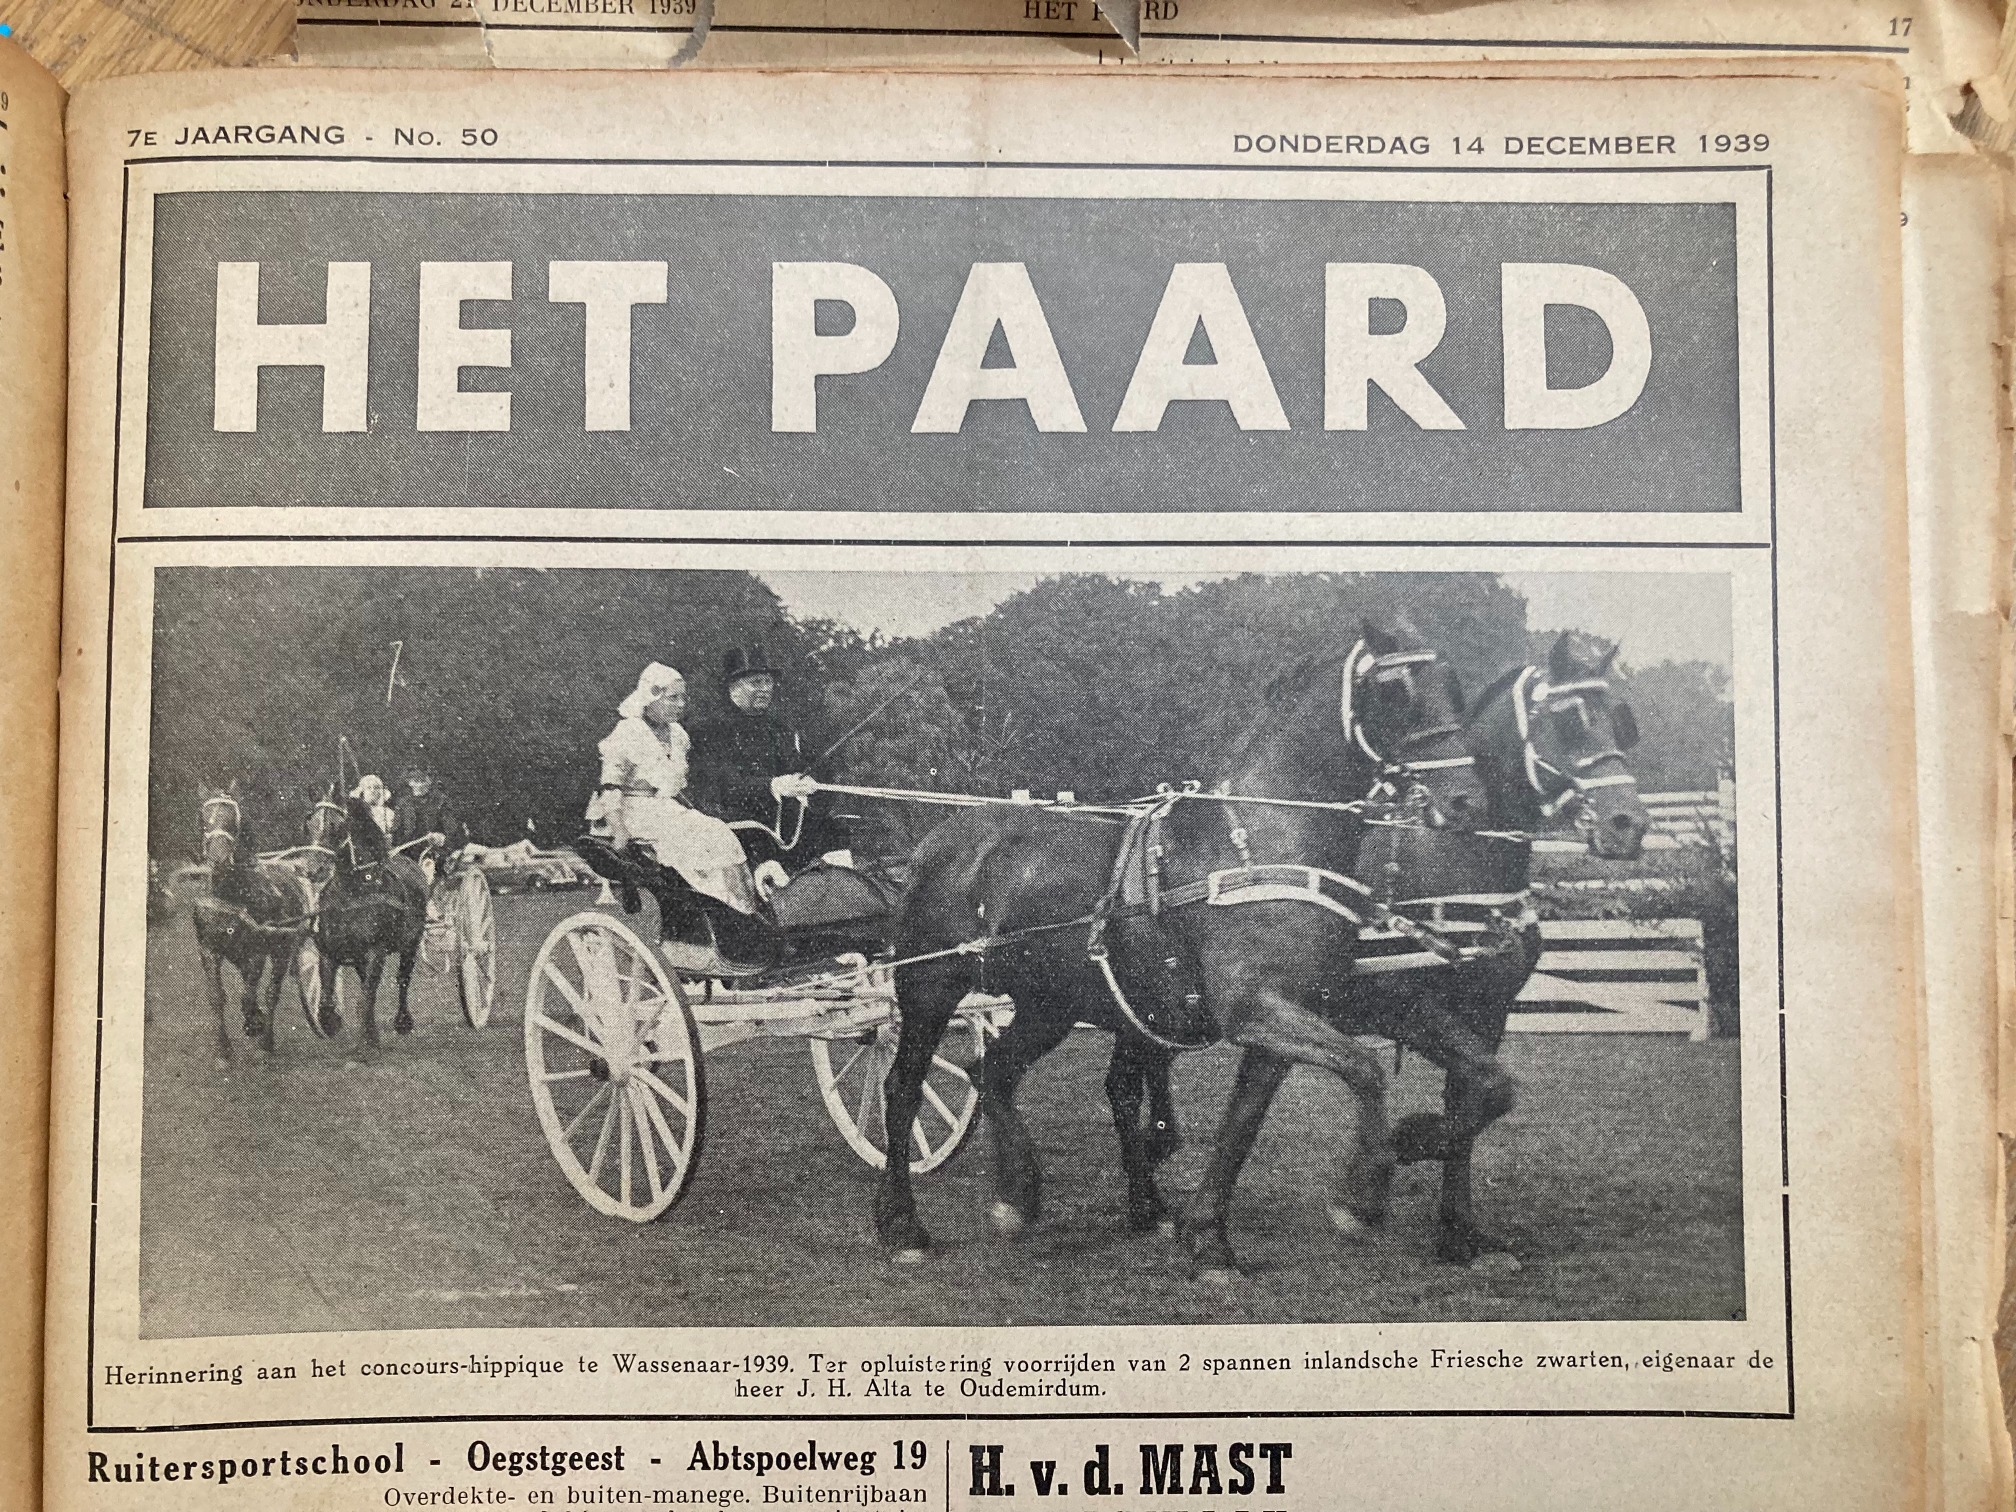 DECEMBER 1939
HET
17
7E JAARGANG - No. 50
DONDERDAG 14 DECEMBER 1939
HET PAARD
Herinnering aan het concours-hippique te Wassenaar-1939. Ter opluistering voorrijden van 2 spannen inlandsche Friesche zwarten, eigenaar de
heer J. H. Alta te Oudemirdum.
Ruitersportschool - Oegstgeest - Abtspoelweg 19
Overdekte- en buiten-manege. Buitenrijbaan
H. v. d. MAST